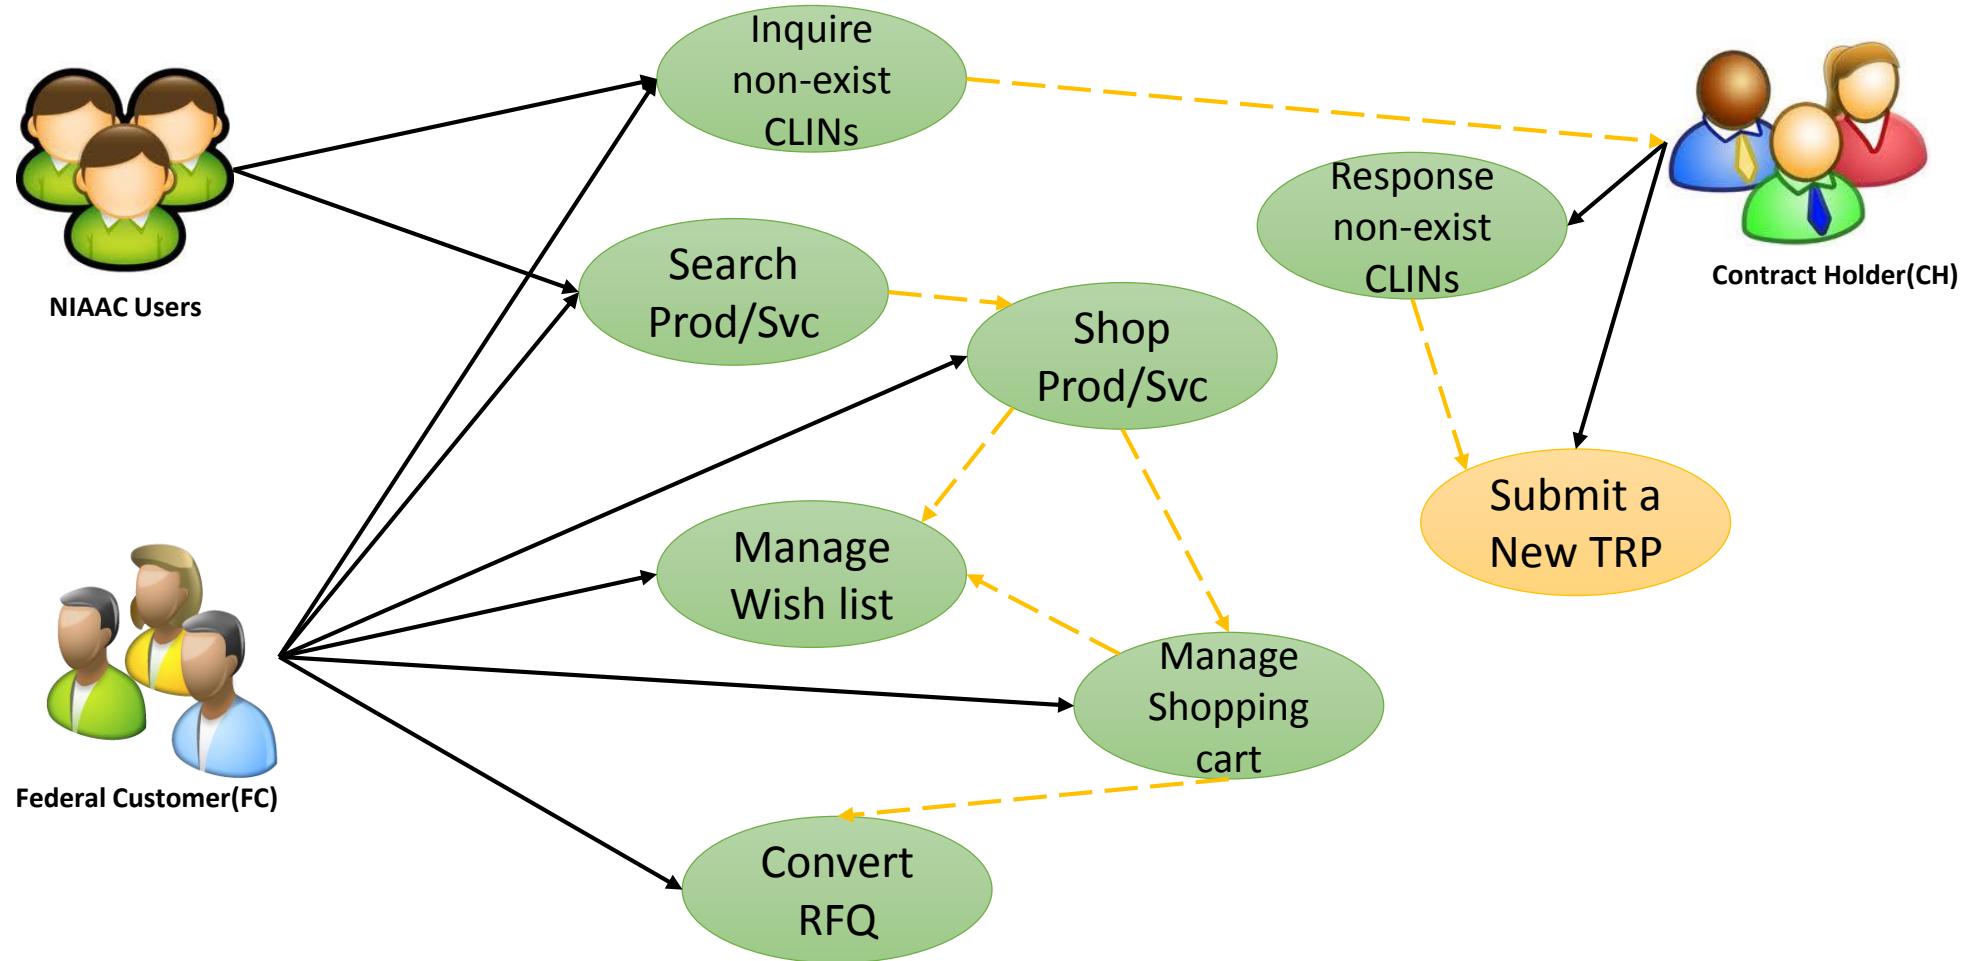 Inquire
non-exist
CLINs
NIAAC Users
Search
Prod/Svc
Response
non-exist
CLINs
Contract Holder(CH)
Shop
Prod/Svc
Submit a
New TRP
Manage
Wish list
Manage
Shopping
cart
Federal Customer(FC)
Convert
RFQ